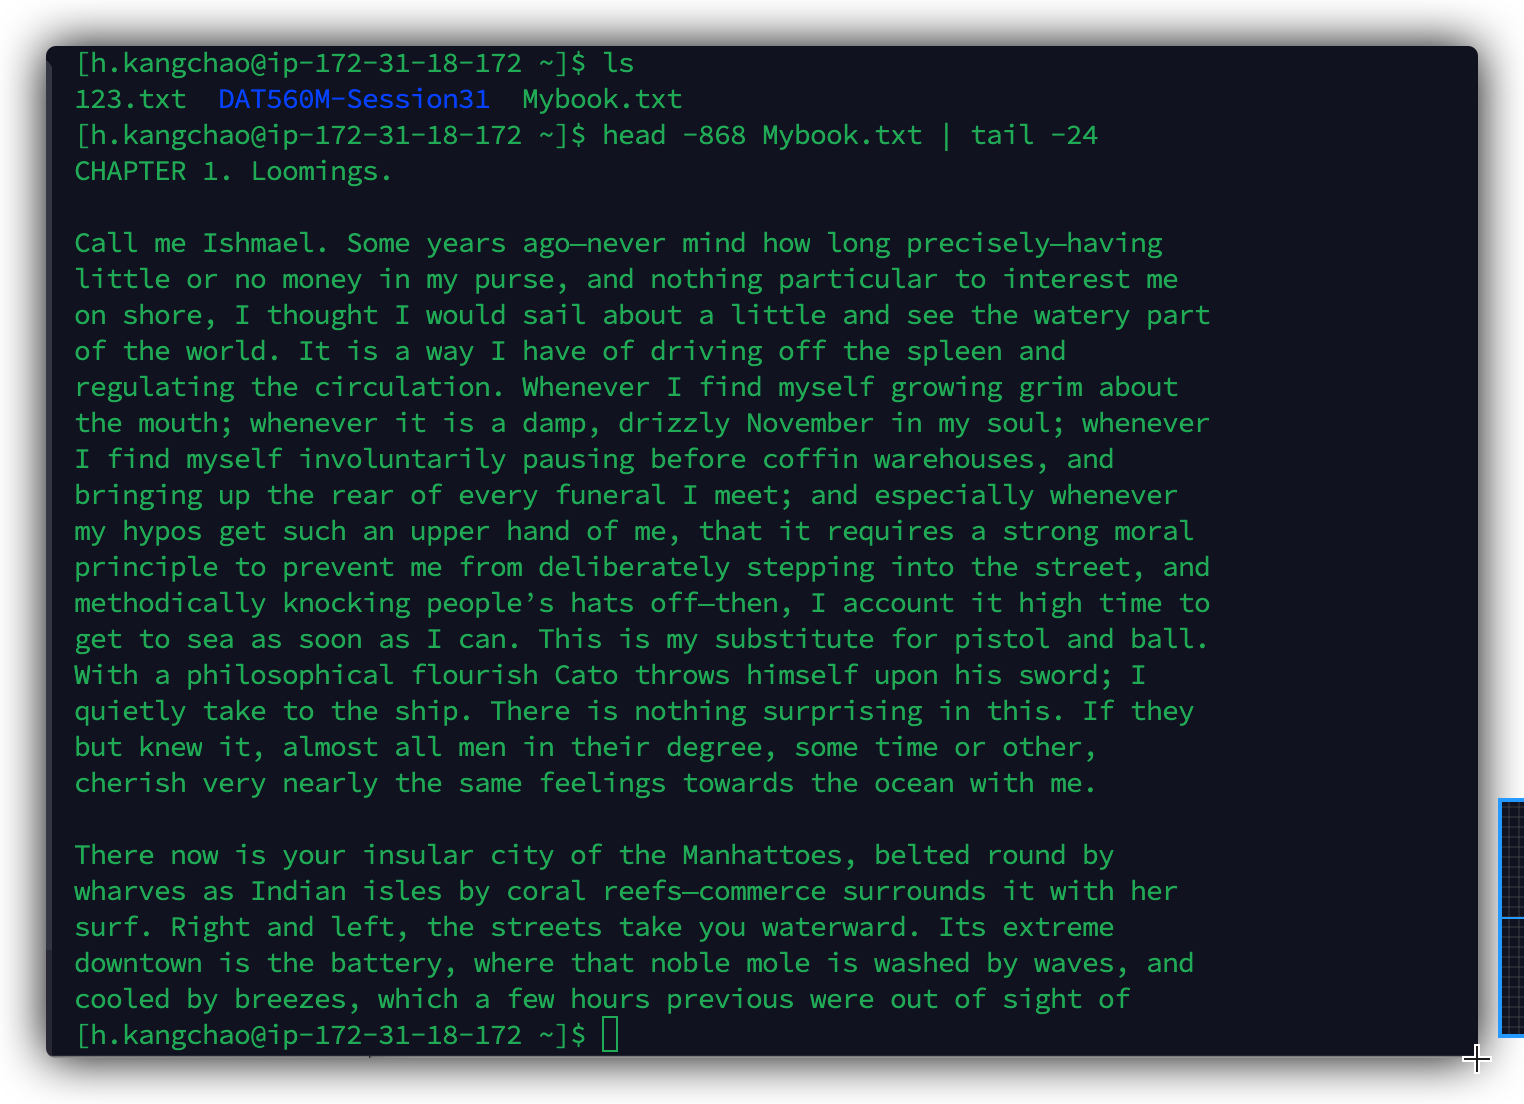 [h.kangchao@ip-172-31-18-172 ~]$ ls
123.txt  DAT560M-Session31  Mybook.txt
[h.kangchao@ip-172-31-18-172 ~]$ head -868 Mybook.txt | tail -24
CHAPTER 1. Loomings.

Call me Ishmael. Some years ago—never mind how long precisely—having
little or no money in my purse, and nothing particular to interest me
on shore, I thought I would sail about a little and see the watery part
of the world. It is a way I have of driving off the spleen and
regulating the circulation. Whenever I find myself growing grim about
the mouth; whenever it is a damp, drizzly November in my soul; whenever
I find myself involuntarily pausing before coffin warehouses, and
bringing up the rear of every funeral I meet; and especially whenever
my hypos get such an upper hand of me, that it requires a strong moral
principle to prevent me from deliberately stepping into the street, and
methodically knocking people’s hats off—then, I account it high time to
get to sea as soon as I can. This is my substitute for pistol and ball.
With a philosophical flourish Cato throws himself upon his sword; I
quietly take to the ship. There is nothing surprising in this. If they
but knew it, almost all men in their degree, some time or other,
cherish very nearly the same feelings towards the ocean with me.

There now is your insular city of the Manhattoes, belted round by
wharves as Indian isles by coral reefs—commerce surrounds it with her
surf. Right and left, the streets take you waterward. Its extreme
downtown is the battery, where that noble mole is washed by waves, and
cooled by breezes, which a few hours previous were out of sight of
[h.kangchao@ip-172-31-18-172 ~]$